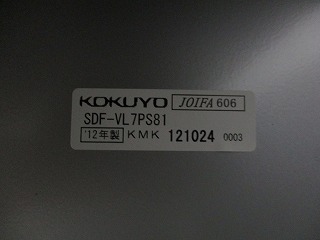 KOKUYO JOIFA 606
SDF-VL7PS81
'12年製 KMK 121024 0003